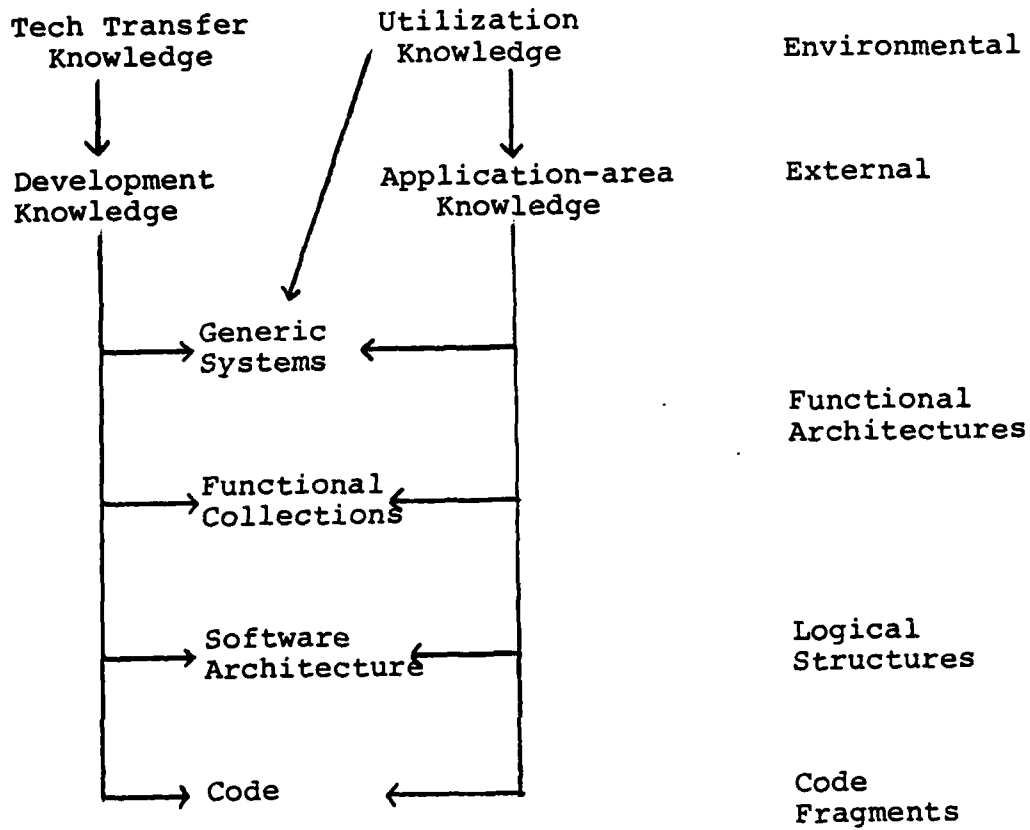 Tech Transfer
Knowledge
Utilization
Knowledge
Environmental
Development
Knowledge
Application-area
Knowledge
External
Generic
Systems
Functional
Architectures
Functional
Collections
Software
Architecture
Logical
Structures
Code
Code
Fragments